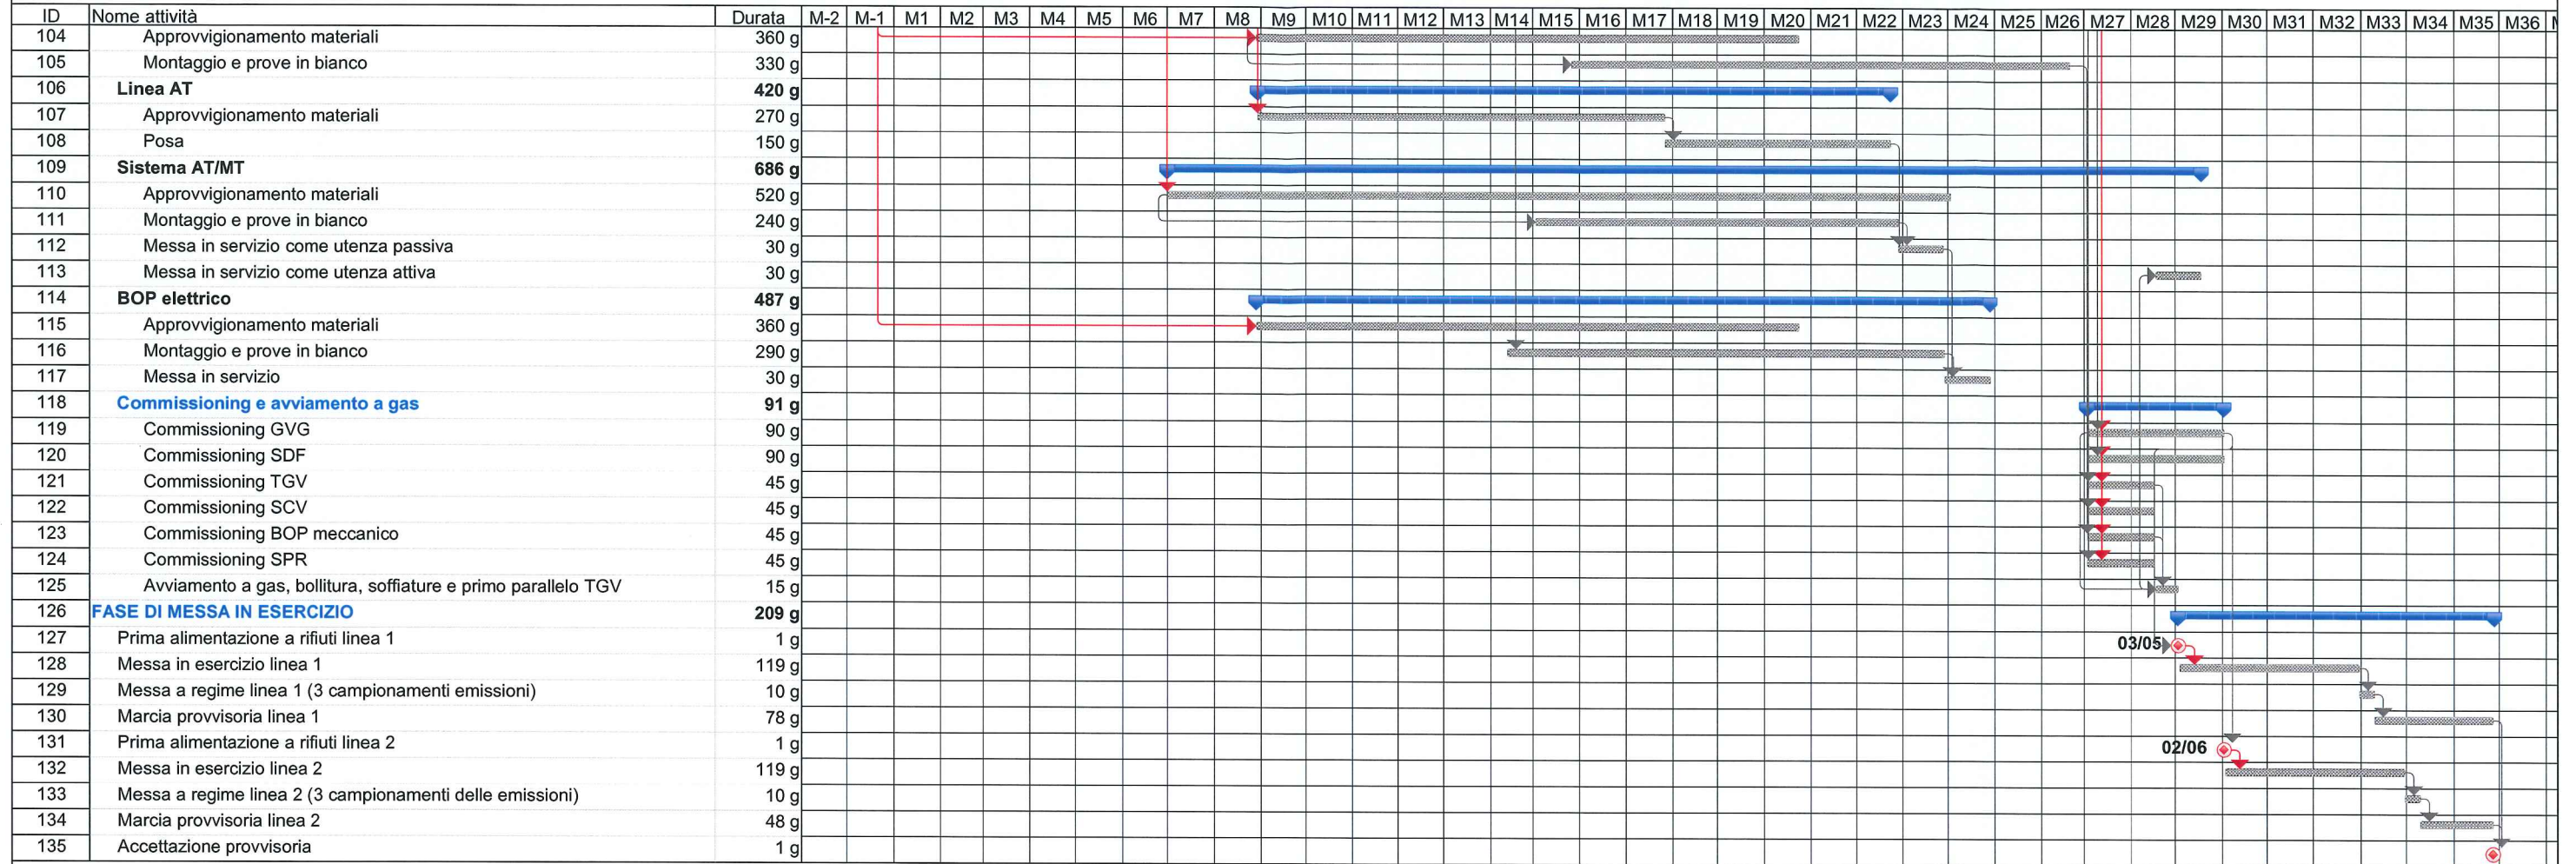 ID Nome attività Durata M-2 M-1 M1 M2 M3 M4 M5 M6 M7 M8 M9 M10 M11 M12 M13 M14 M15 M16 M17 M18 M19 M20 M21 M22 M23 M24 M25 M26 M27 M28 M29 M30 M31 M32 M33 M34 M35 M36
104 Approvvigionamento materiali 360 g
105 Montaggio e prove in bianco 330 g
106 Linea AT 420 g
107 Approvvigionamento materiali 270 g
108 Posa 150 g
109 Sistema AT/MT 686 g
110 Approvvigionamento materiali 520 g
111 Montaggio e prove in bianco 240 g
112 Messa in servizio come utenza passiva 30 g
113 Messa in servizio come utenza attiva 30 g
114 BOP elettrico 487 g
115 Approvvigionamento materiali 360 g
116 Montaggio e prove in bianco 290 g
117 Messa in servizio 30 g
118 Commissioning e avviamento a gas 91 g
119 Commissioning GVG 90 g
120 Commissioning SDF 90 g
121 Commissioning TGV 45 g
122 Commissioning SCV 45 g
123 Commissioning BOP meccanico 45 g
124 Commissioning SPR 45 g
125 Avviamento a gas, bollitura, soffiature e primo parallelo TGV 15 g
126 FASE DI MESSA IN ESERCIZIO 209 g
127 Prima alimentazione a rifiuti linea 1 1 g 03/05
128 Messa in esercizio linea 1 119 g
129 Messa a regime linea 1 (3 campionamenti emissioni) 10 g
130 Marcia provvisoria linea 1 78 g
131 Prima alimentazione a rifiuti linea 2 1 g 02/06
132 Messa in esercizio linea 2 119 g
133 Messa a regime linea 2 (3 campionamenti delle emissioni) 10 g
134 Marcia provvisoria linea 2 48 g
135 Accettazione provvisoria 1 g